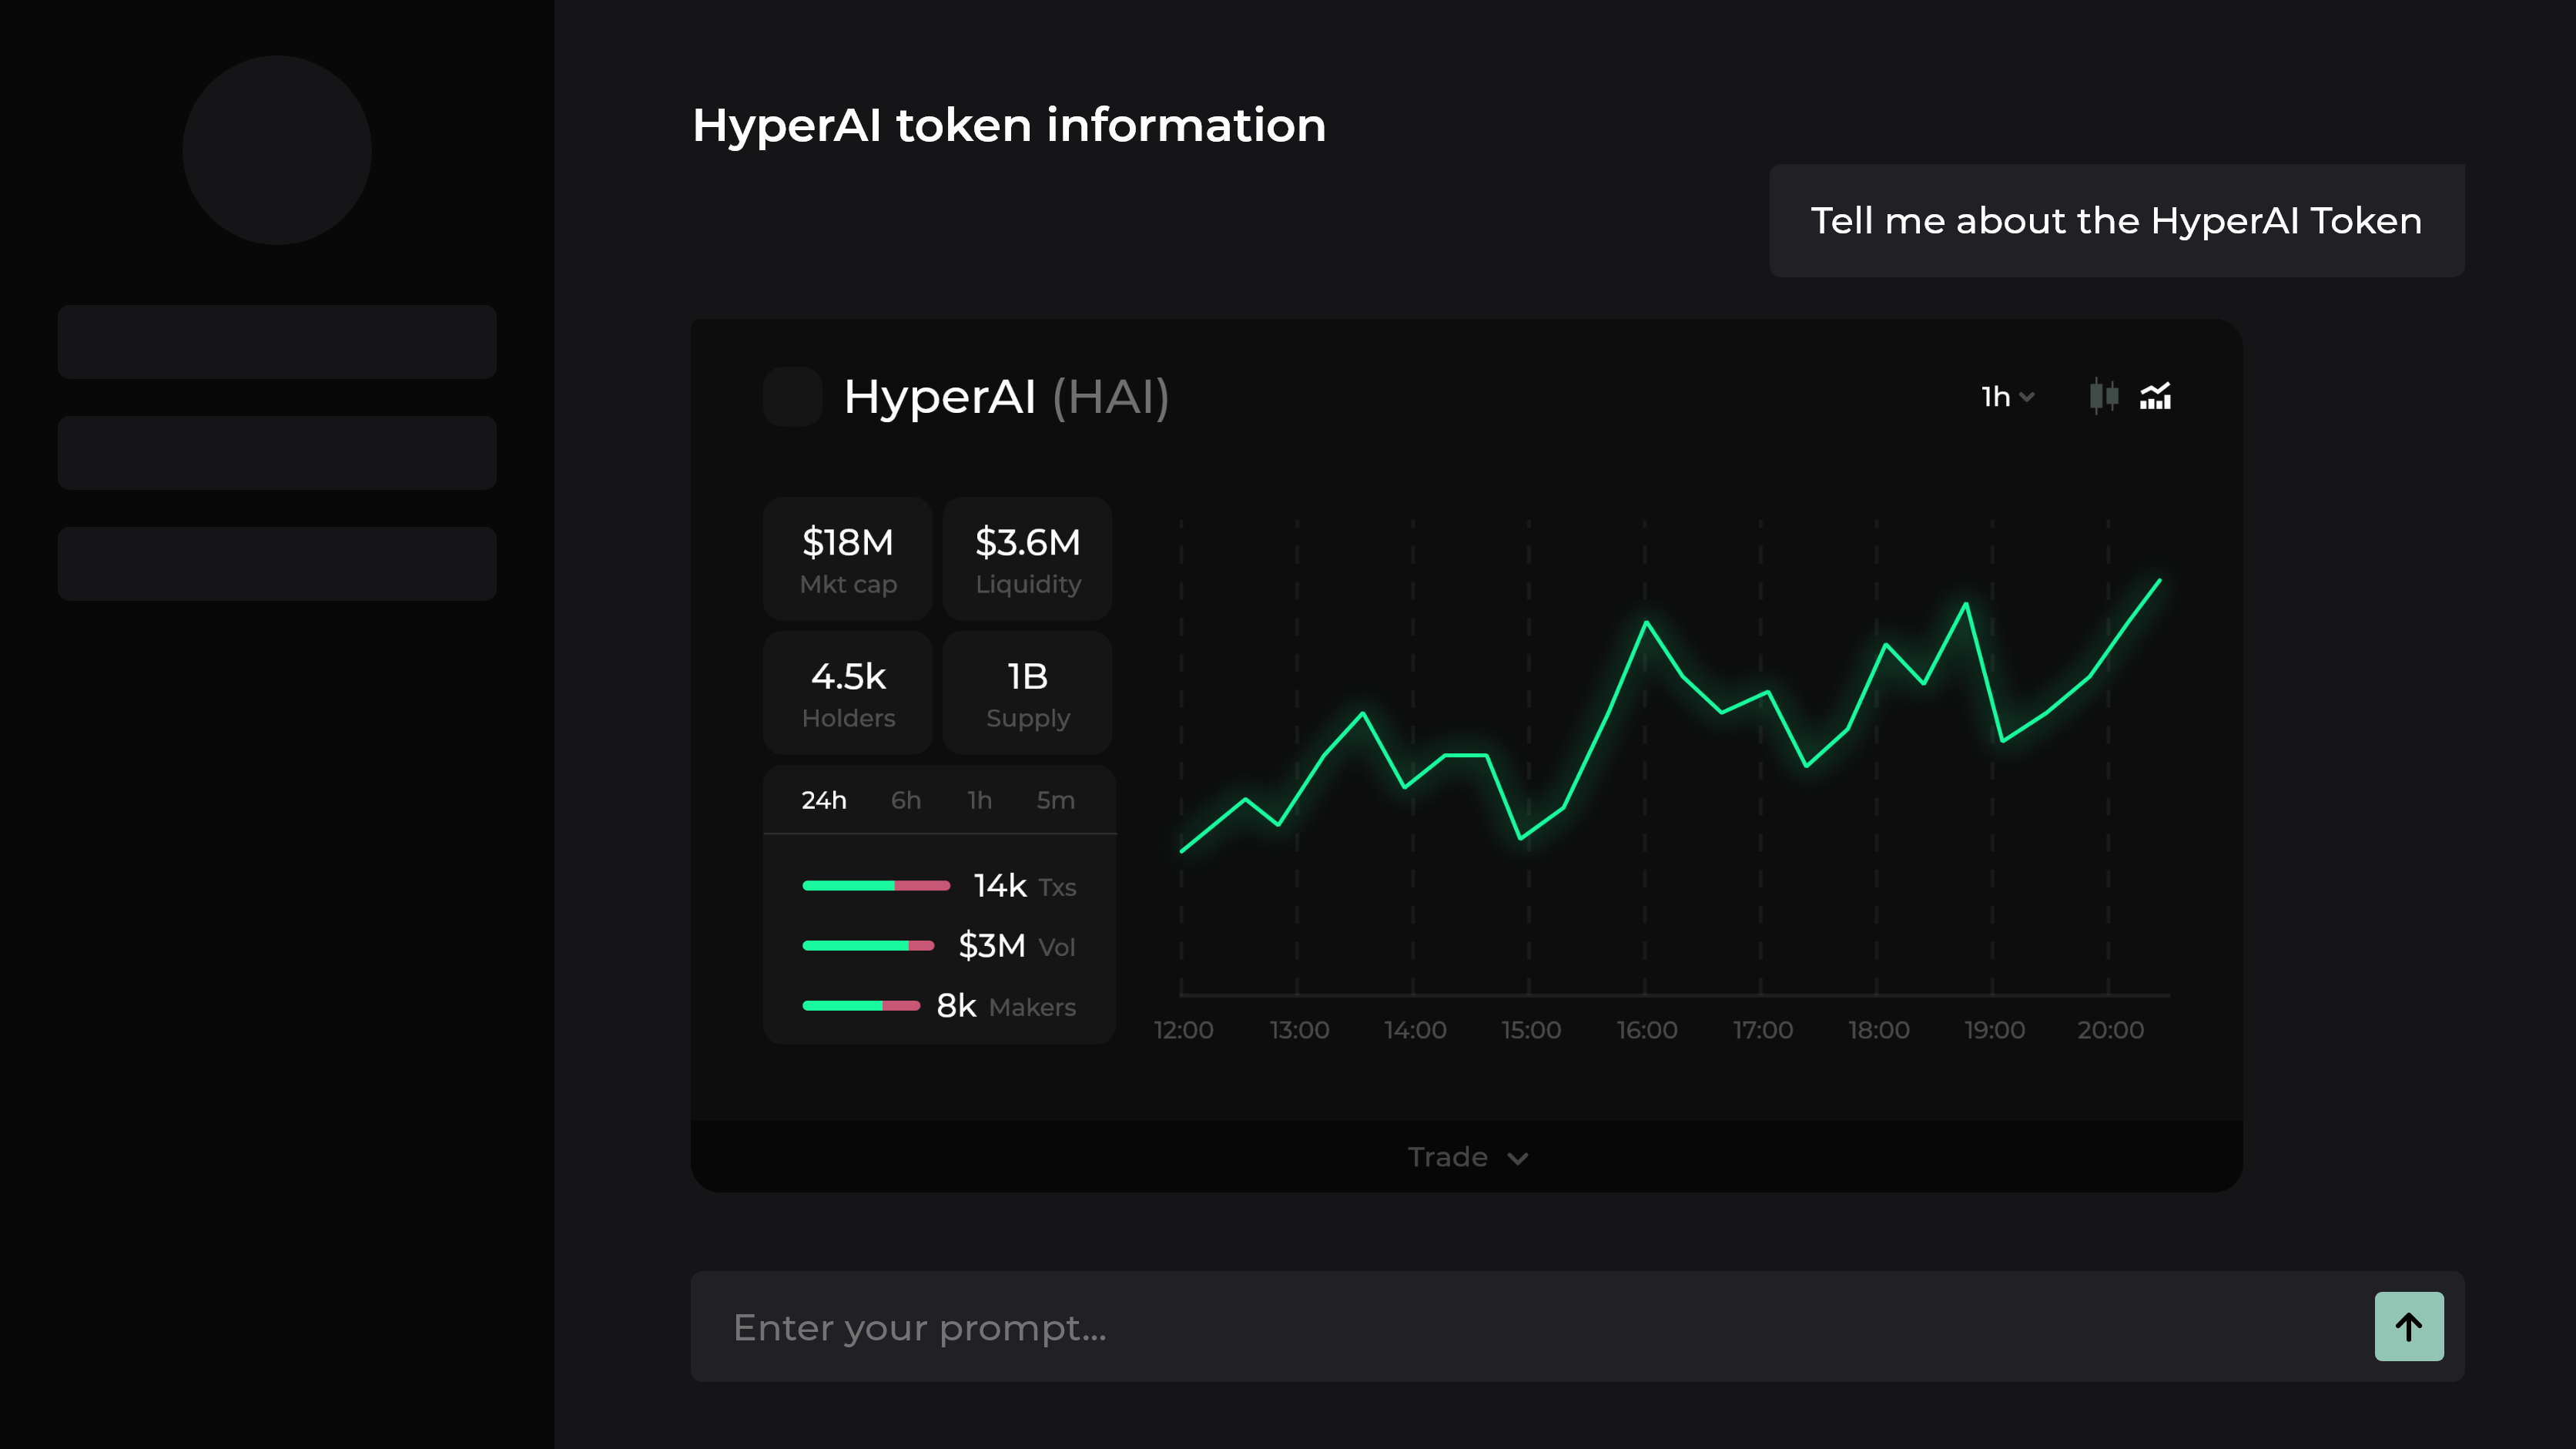 HyperAI token information
Tell me about the HyperAI Token
HyperAI (HAI)
1h
$18M
Mkt cap
$3.6M
Liquidity
4.5k
Holders
1B
Supply
24h 6h 1h 5m
14k Txs
$3M Vol
8k Makers
12:00 13:00 14:00 15:00 16:00 17:00 18:00 19:00 20:00
Trade
Enter your prompt...